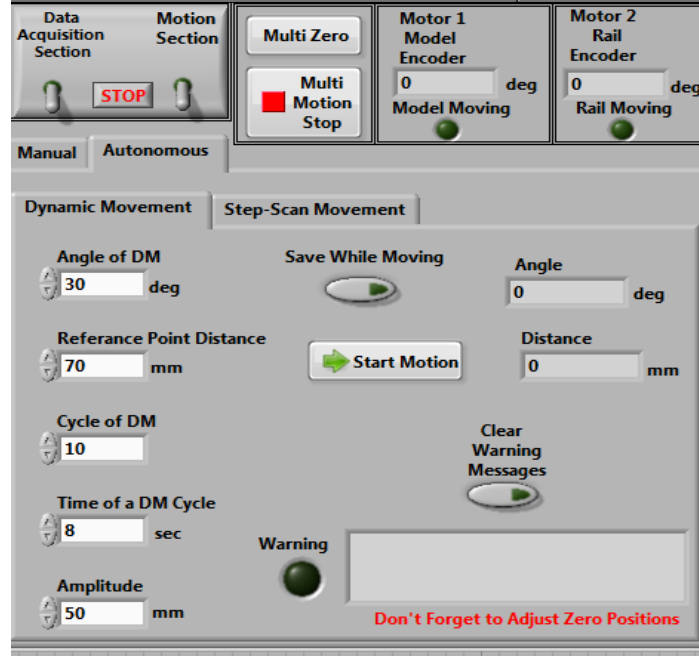 Data
Acquisition
Section
Motion
Section
STOP
Multi Zero
Multi
Motion
Stop
Motor 1
Model
Encoder
0 deg
Model Moving
Motor 2
Rail
Encoder
0 deg
Rail Moving
Manual Autonomous
Dynamic Movement Step-Scan Movement
Angle of DM
30 deg
Referance Point Distance
70 mm
Cycle of DM
10
Time of a DM Cycle
8 sec
Amplitude
50 mm
Save While Moving
Start Motion
Angle
0 deg
Distance
0 mm
Clear
Warning
Messages
Warning
Don't Forget to Adjust Zero Positions